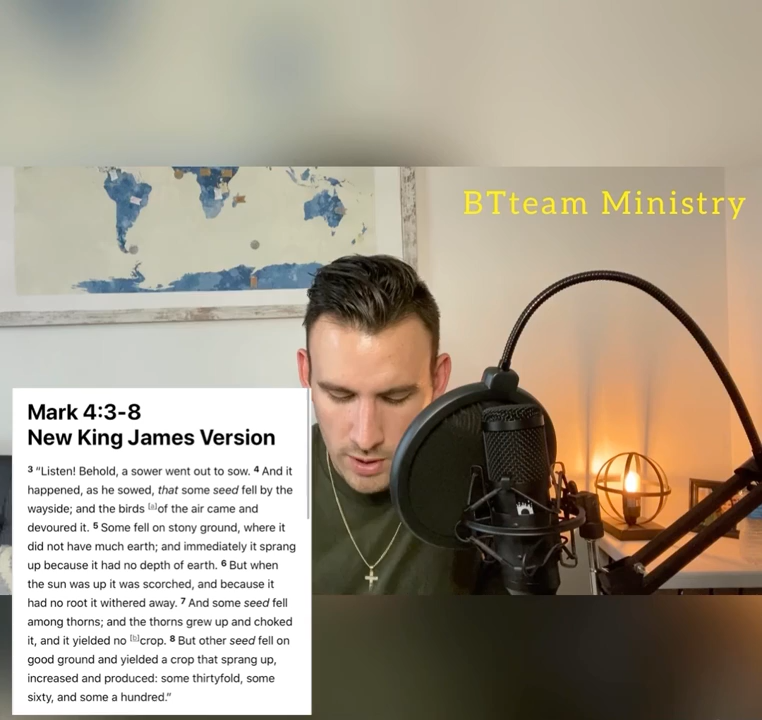 BTteam Ministry
Mark 4:3-8
New King James Version
3 “Listen! Behold, a sower went out to sow. 4 And it
happened, as he sowed, that some seed fell by the
wayside; and the birds [a]of the air came and
devoured it. 5 Some fell on stony ground, where it
did not have much earth; and immediately it sprang
up because it had no depth of earth. 6 But when
the sun was up it was scorched, and because it
had no root it withered away. 7 And some seed fell
among thorns; and the thorns grew up and choked
it, and it yielded no [b]crop. 8 But other seed fell on
good ground and yielded a crop that sprang up,
increased and produced: some thirtyfold, some
sixty, and some a hundred.”